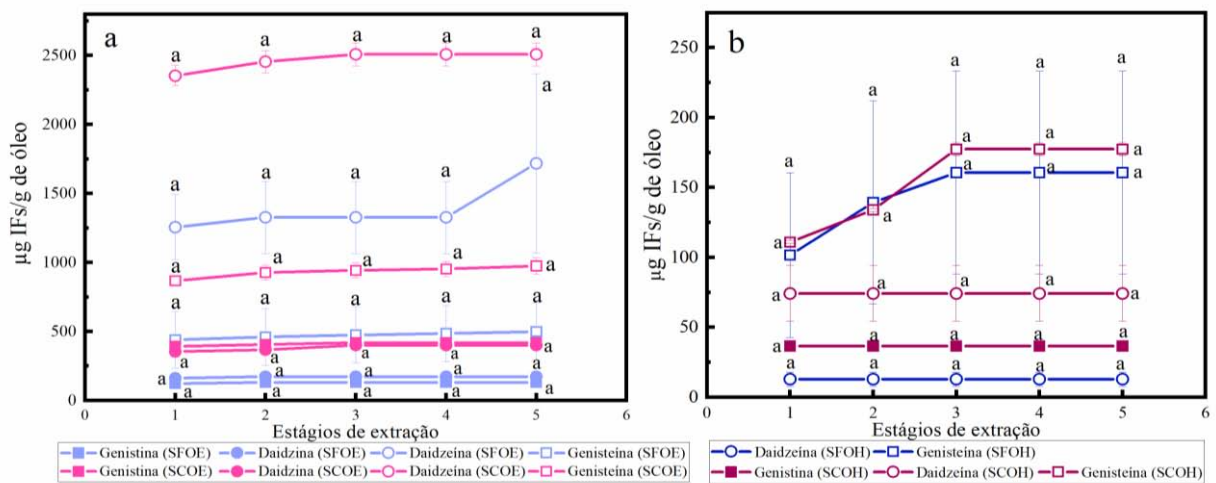 a
a a a a a
2500
a
2000
a a a a
1500
a a a a a
1000
a a a a a
500
a a a a a
a a a a a
0
0 1 2 3 4 5 6
µg IFs/g de óleo
Estágios de extração
Genistina (SFOE) Daidzina (SFOE) Daidzeína (SFOE) Genisteína (SFOE)
Genistina (SCOE) Daidzina (SCOE) Daidzeína (SCOE) Genisteína (SCOE)
b
250
a a a a a
200
a a a
150
a a a a
100
a a a a a
50
a a a a a
a a a a a
0
0 1 2 3 4 5 6
µg IFs/g de óleo
Estágios de extração
Daidzeína (SFOH) Genisteína (SFOH)
Genistina (SCOH) Daidzeína (SCOH) Genisteína (SCOH)